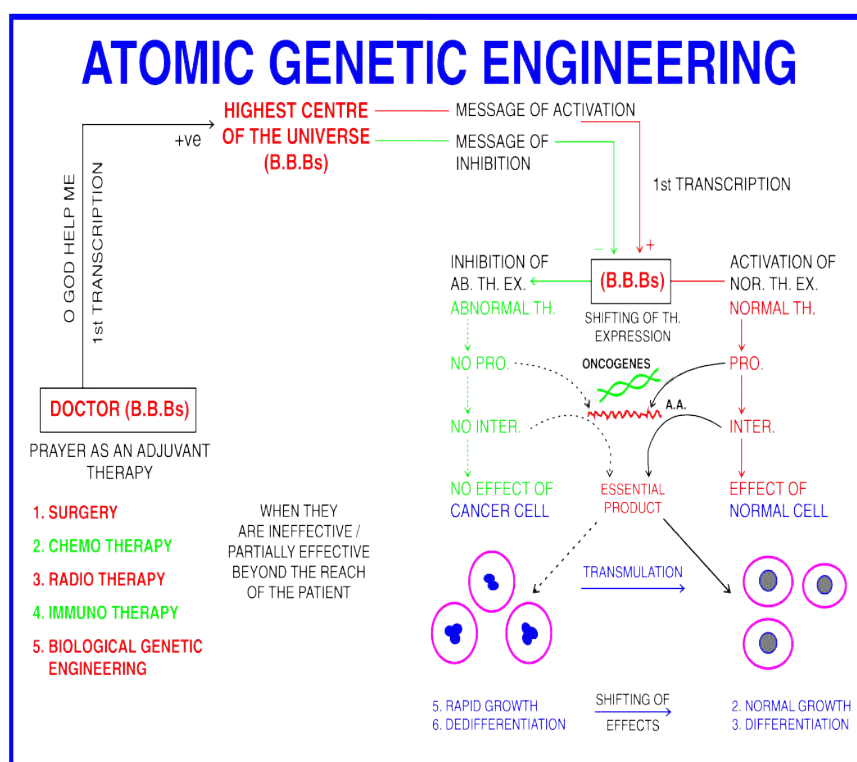 ATOMIC GENETIC ENGINEERING
HIGHEST CENTRE
OF THE UNIVERSE
(B.B.Bs)
+ve
MESSAGE OF ACTIVATION
MESSAGE OF
INHIBITION
1st TRANSCRIPTION
O GOD HELP ME
1st TRANSCRIPTION
− +
INHIBITION OF
AB. TH. EX.
ABNORMAL TH.
(B.B.Bs)
SHIFTING OF TH.
EXPRESSION
ACTIVATION OF
NOR. TH. EX.
NORMAL TH.
NO PRO.
ONCOGENES
PRO.
A.A.
NO INTER.
INTER.
NO EFFECT OF
CANCER CELL
ESSENTIAL
PRODUCT
EFFECT OF
NORMAL CELL
DOCTOR (B.B.Bs)
PRAYER AS AN ADJUVANT
THERAPY
1. SURGERY
2. CHEMO THERAPY
3. RADIO THERAPY
4. IMMUNO THERAPY
5. BIOLOGICAL GENETIC
ENGINEERING
WHEN THEY
ARE INEFFECTIVE /
PARTIALLY EFFECTIVE
BEYOND THE REACH
OF THE PATIENT
TRANSMULATION
5. RAPID GROWTH
6. DEDIFFERENTIATION
SHIFTING OF
EFFECTS
2. NORMAL GROWTH
3. DIFFERENTIATION